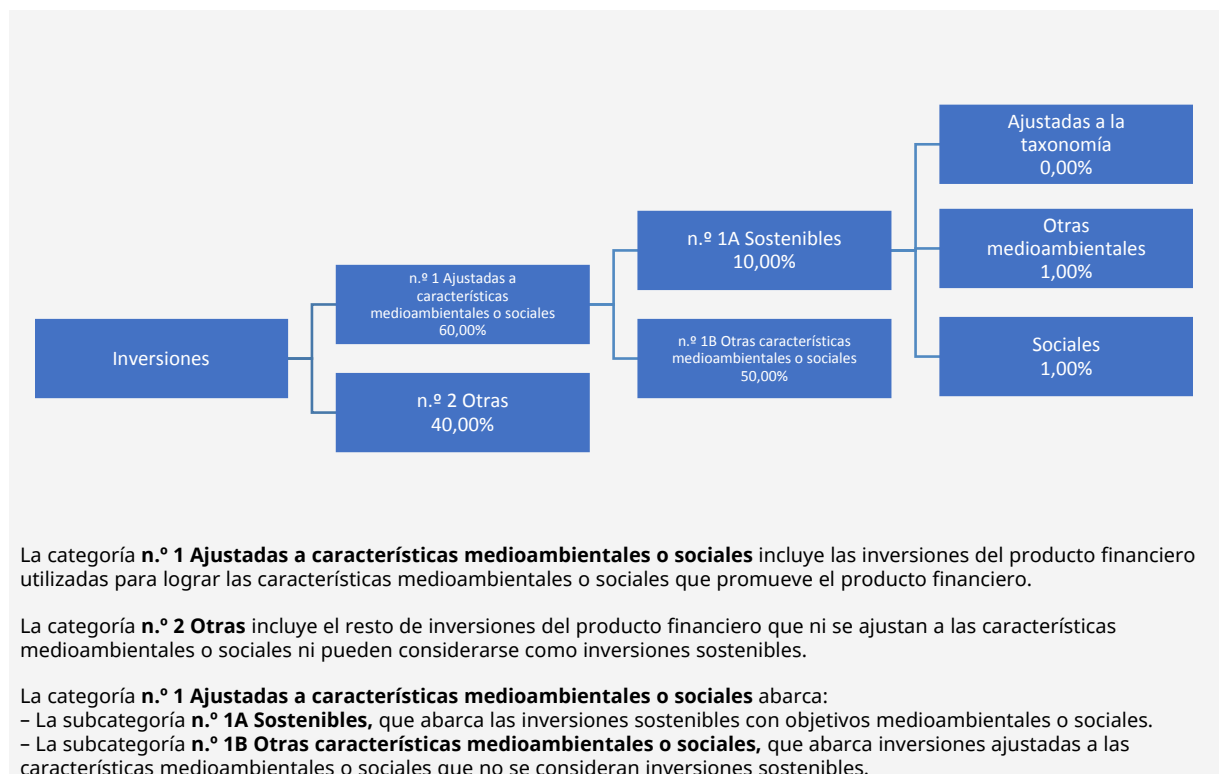 Ajustadas a la
taxonomía
0,00%
n.º 1A Sostenibles
10,00%
Otras
medioambientales
1,00%
n.º 1 Ajustadas a
características
medioambientales o sociales
60,00%
Inversiones
n.º 1B Otras características
medioambientales o sociales
50,00%
Sociales
1,00%
n.º 2 Otras
40,00%
La categoría n.º 1 Ajustadas a características medioambientales o sociales incluye las inversiones del producto financiero
utilizadas para lograr las características medioambientales o sociales que promueve el producto financiero.
La categoría n.º 2 Otras incluye el resto de inversiones del producto financiero que ni se ajustan a las características
medioambientales o sociales ni pueden considerarse como inversiones sostenibles.
La categoría n.º 1 Ajustadas a características medioambientales o sociales abarca:
– La subcategoría n.º 1A Sostenibles, que abarca las inversiones sostenibles con objetivos medioambientales o sociales.
– La subcategoría n.º 1B Otras características medioambientales o sociales, que abarca inversiones ajustadas a las
características medioambientales o sociales que no se consideran inversiones sostenibles.